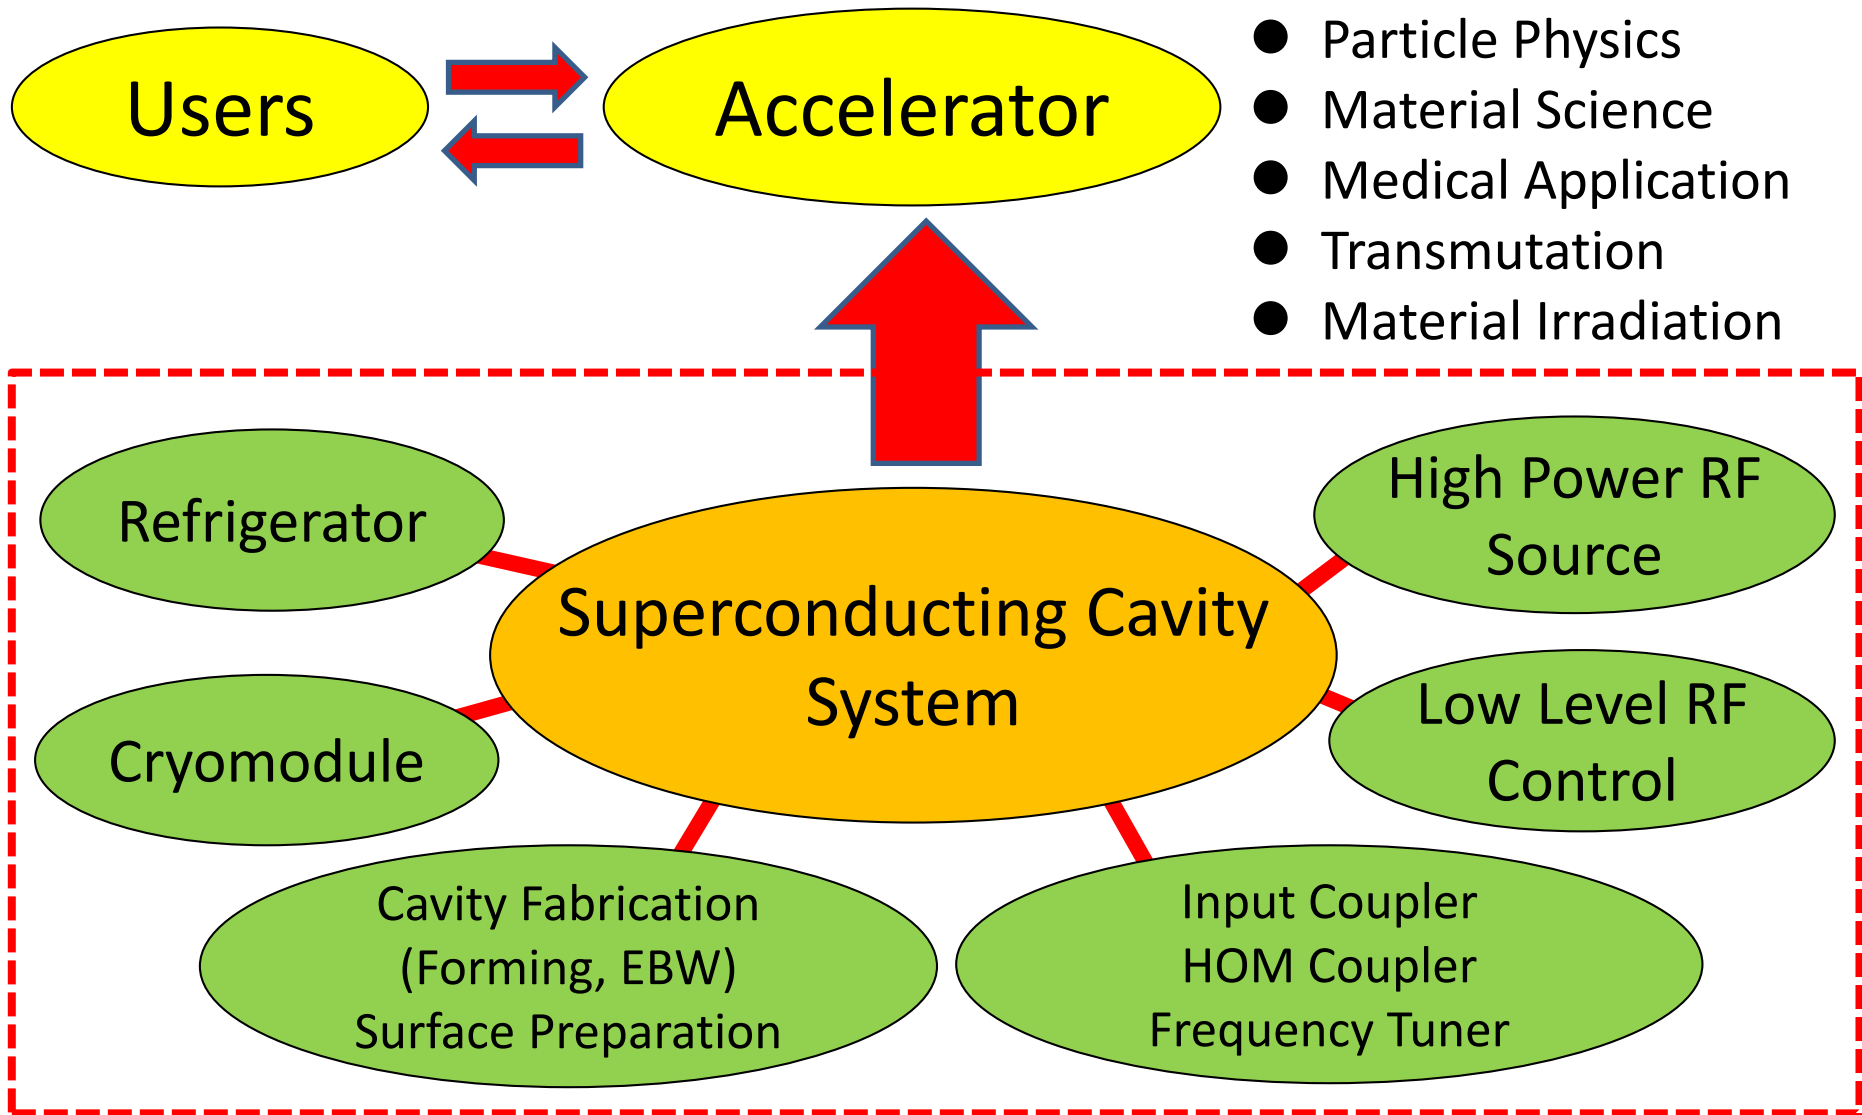 Users
Accelerator
● Particle Physics
● Material Science
● Medical Application
● Transmutation
● Material Irradiation
Refrigerator
High Power RF
Source
Superconducting Cavity
System
Cryomodule
Low Level RF
Control
Cavity Fabrication
(Forming, EBW)
Surface Preparation
Input Coupler
HOM Coupler
Frequency Tuner